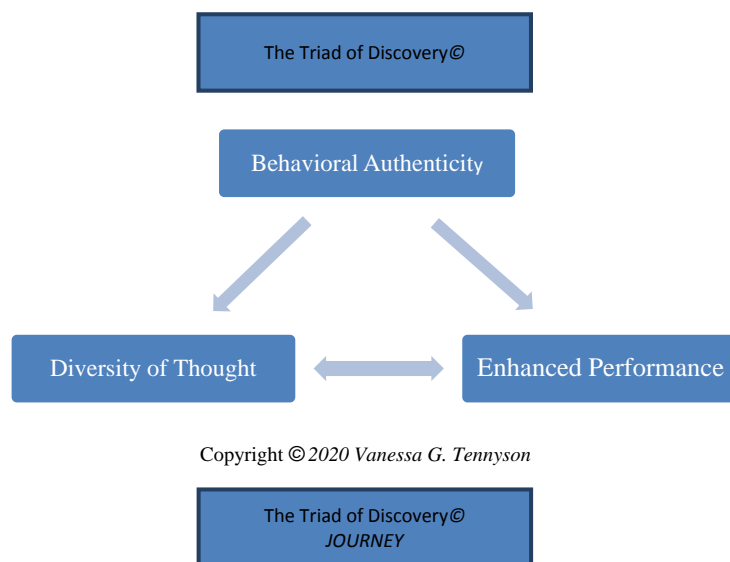 The Triad of Discovery©
Behavioral Authenticity
Diversity of Thought
Enhanced Performance
Copyright © 2020 Vanessa G. Tennyson
The Triad of Discovery©
JOURNEY